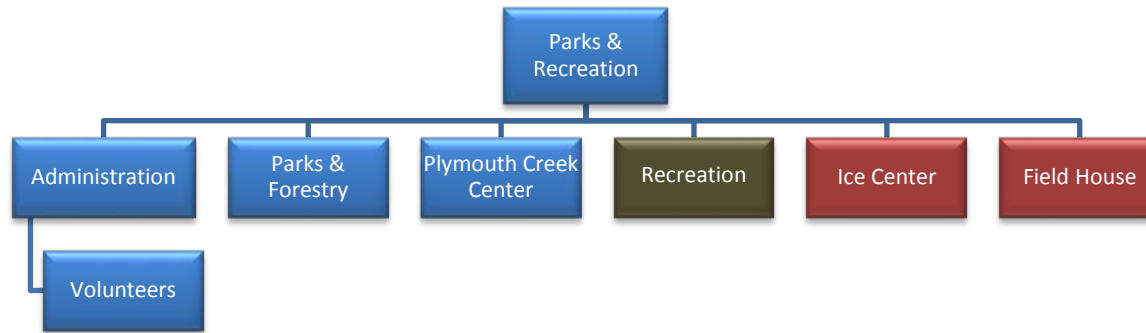 Parks &
Recreation
Administration
Parks &
Forestry
Plymouth Creek
Center
Recreation
Ice Center
Field House
Volunteers